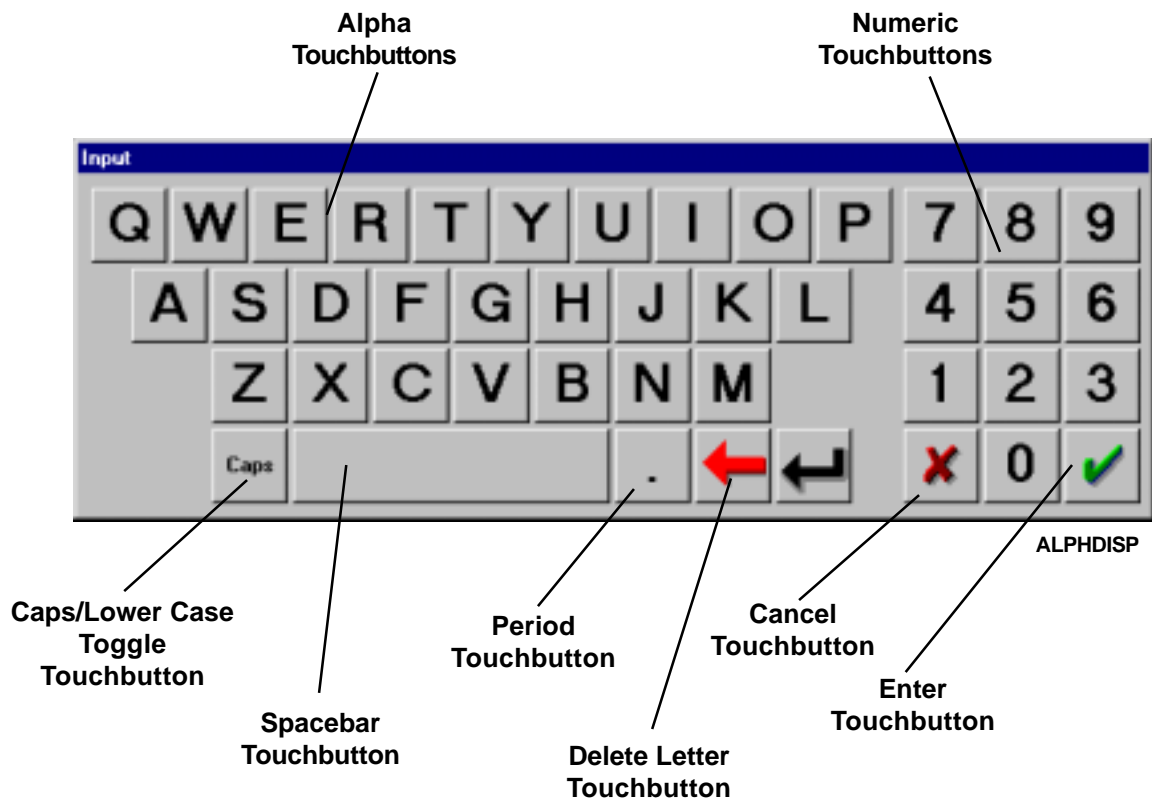 Alpha
Touchbuttons
Numeric
Touchbuttons
Input
Q W E R T Y U I O P 7 8 9
A S D F G H J K L 4 5 6
Z X C V B N M 1 2 3
Caps . 0
ALPHDISP
Caps/Lower Case
Toggle
Touchbutton
Spacebar
Touchbutton
Period
Touchbutton
Delete Letter
Touchbutton
Cancel
Touchbutton
Enter
Touchbutton